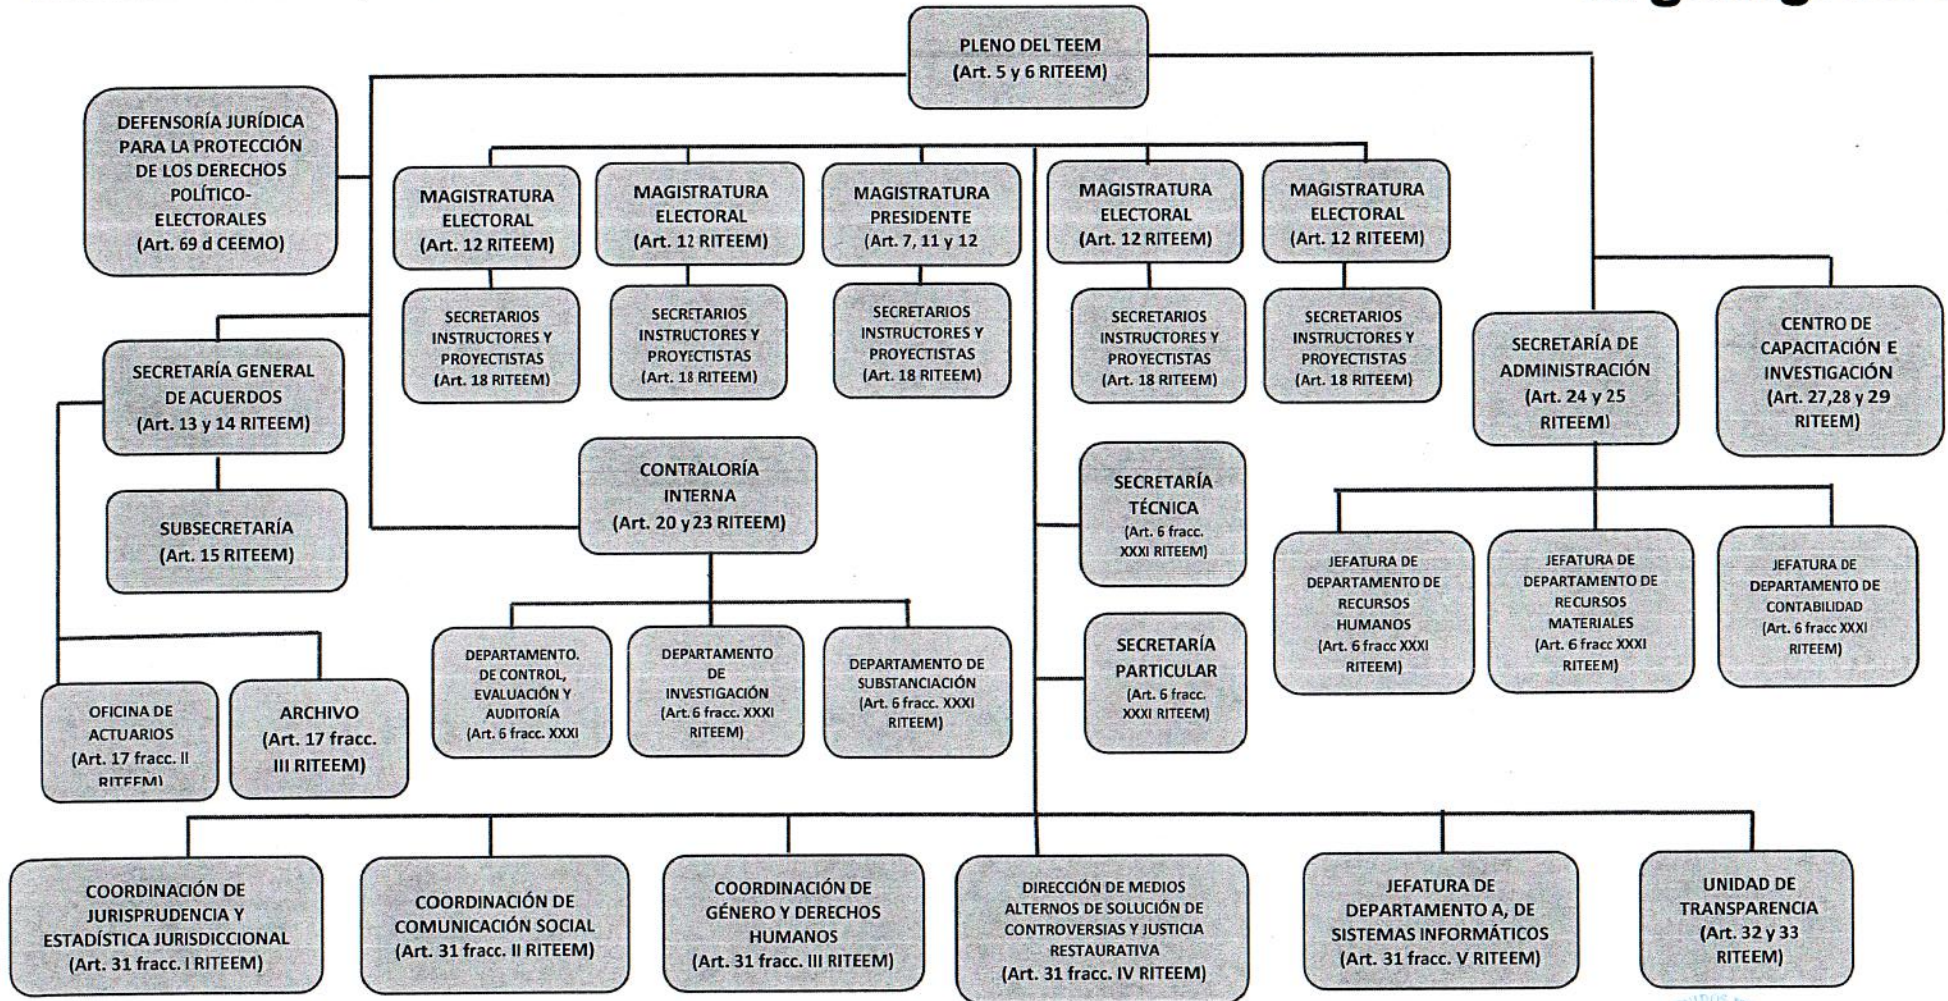 PLENO DEL TEEM
(Art. 5 y 6 RITEEM)
DEFENSORÍA JURÍDICA
PARA LA PROTECCIÓN
DE LOS DERECHOS
POLÍTICO-
ELECTORALES
(Art. 69 d CEEMO)
MAGISTRATURA
ELECTORAL
(Art. 12 RITEEM)
MAGISTRATURA
ELECTORAL
(Art. 12 RITEEM)
MAGISTRATURA
PRESIDENTE
(Art. 7, 11 y 12
MAGISTRATURA
ELECTORAL
(Art. 12 RITEEM)
MAGISTRATURA
ELECTORAL
(Art. 12 RITEEM)
SECRETARIOS
INSTRUCTORES Y
PROYECTISTAS
(Art. 18 RITEEM)
SECRETARIOS
INSTRUCTORES Y
PROYECTISTAS
(Art. 18 RITEEM)
SECRETARIOS
INSTRUCTORES Y
PROYECTISTAS
(Art. 18 RITEEM)
SECRETARIOS
INSTRUCTORES Y
PROYECTISTAS
(Art. 18 RITEEM)
SECRETARIOS
INSTRUCTORES Y
PROYECTISTAS
(Art. 18 RITEEM)
SECRETARÍA DE
ADMINISTRACIÓN
(Art. 24 y 25
RITEEM)
CENTRO DE
CAPACITACIÓN E
INVESTIGACIÓN
(Art. 27,28 y 29
RITEEM)
SECRETARÍA GENERAL
DE ACUERDOS
(Art. 13 y 14 RITEEM)
SUBSECRETARÍA
(Art. 15 RITEEM)
CONTRALORÍA
INTERNA
(Art. 20 y 23 RITEEM)
SECRETARÍA
TÉCNICA
(Art. 6 fracc.
XXXI RITEEM)
SECRETARÍA
PARTICULAR
(Art. 6 fracc.
XXXI RITEEM)
JEFATURA DE
DEPARTAMENTO DE
RECURSOS
HUMANOS
(Art. 6 fracc XXXI
RITEEM)
JEFATURA DE
DEPARTAMENTO DE
RECURSOS
MATERIALES
(Art. 6 fracc XXXI
RITEEM)
JEFATURA DE
DEPARTAMENTO DE
CONTABILIDAD
(Art. 6 fracc XXXI
RITEEM)
OFICINA DE
ACTUARIOS
(Art. 17 fracc. II
RITEEM)
ARCHIVO
(Art. 17 fracc.
III RITEEM)
DEPARTAMENTO.
DE CONTROL,
EVALUACIÓN Y
AUDITORÍA
(Art. 6 fracc. XXXI
DEPARTAMENTO
DE
INVESTIGACIÓN
(Art. 6 fracc. XXXI
RITEEM)
DEPARTAMENTO DE
SUBSTANCIACIÓN
(Art. 6 fracc. XXXI
RITEEM)
COORDINACIÓN DE
JURISPRUDENCIA Y
ESTADÍSTICA JURISDICCIONAL
(Art. 31 fracc. I RITEEM)
COORDINACIÓN DE
COMUNICACIÓN SOCIAL
(Art. 31 fracc. II RITEEM)
COORDINACIÓN DE
GÉNERO Y DERECHOS
HUMANOS
(Art. 31 fracc. III RITEEM)
DIRECCIÓN DE MEDIOS
ALTERNOS DE SOLUCIÓN DE
CONTROVERSIAS Y JUSTICIA
RESTAURATIVA
(Art. 31 fracc. IV RITEEM)
JEFATURA DE
DEPARTAMENTO A, DE
SISTEMAS INFORMÁTICOS
(Art. 31 fracc. V RITEEM)
UNIDAD DE
TRANSPARENCIA
(Art. 32 y 33
RITEEM)